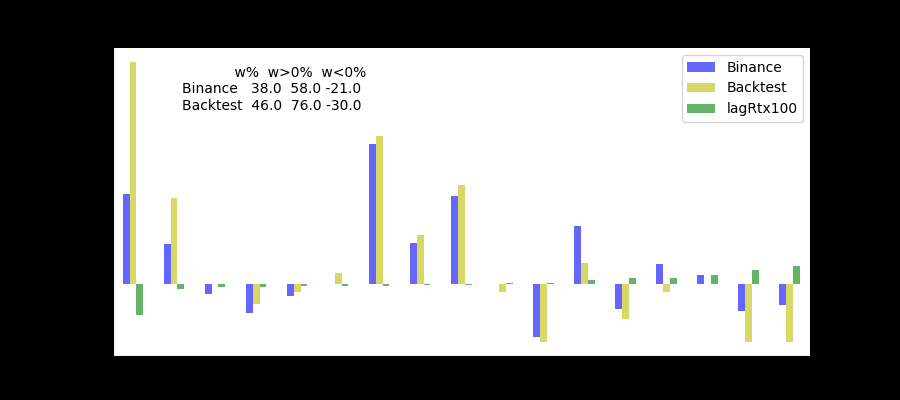 w% w>0% w<0%
Binance 38.0 58.0 -21.0
Backtest 46.0 76.0 -30.0
Binance
Backtest
lagRtx100